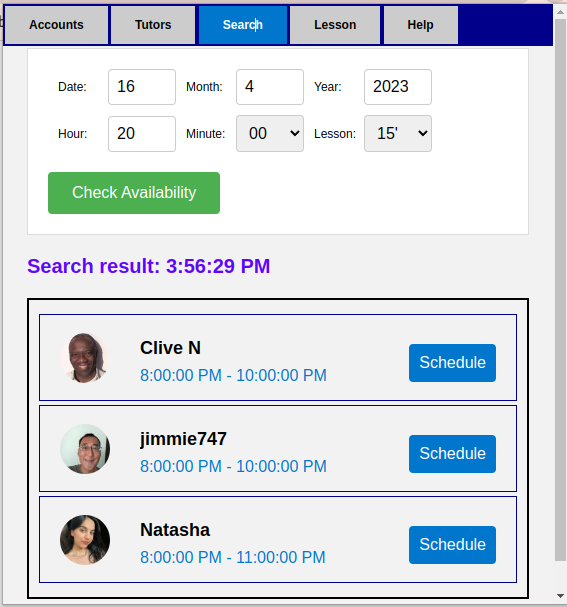 Accounts Tutors Search Lesson Help
Date: 16 Month: 4 Year: 2023
Hour: 20 Minute: 00 Lesson: 15'
Check Availability
Search result: 3:56:29 PM
Clive N
8:00:00 PM - 10:00:00 PM
Schedule
jimmie747
8:00:00 PM - 10:00:00 PM
Schedule
Natasha
8:00:00 PM - 11:00:00 PM
Schedule